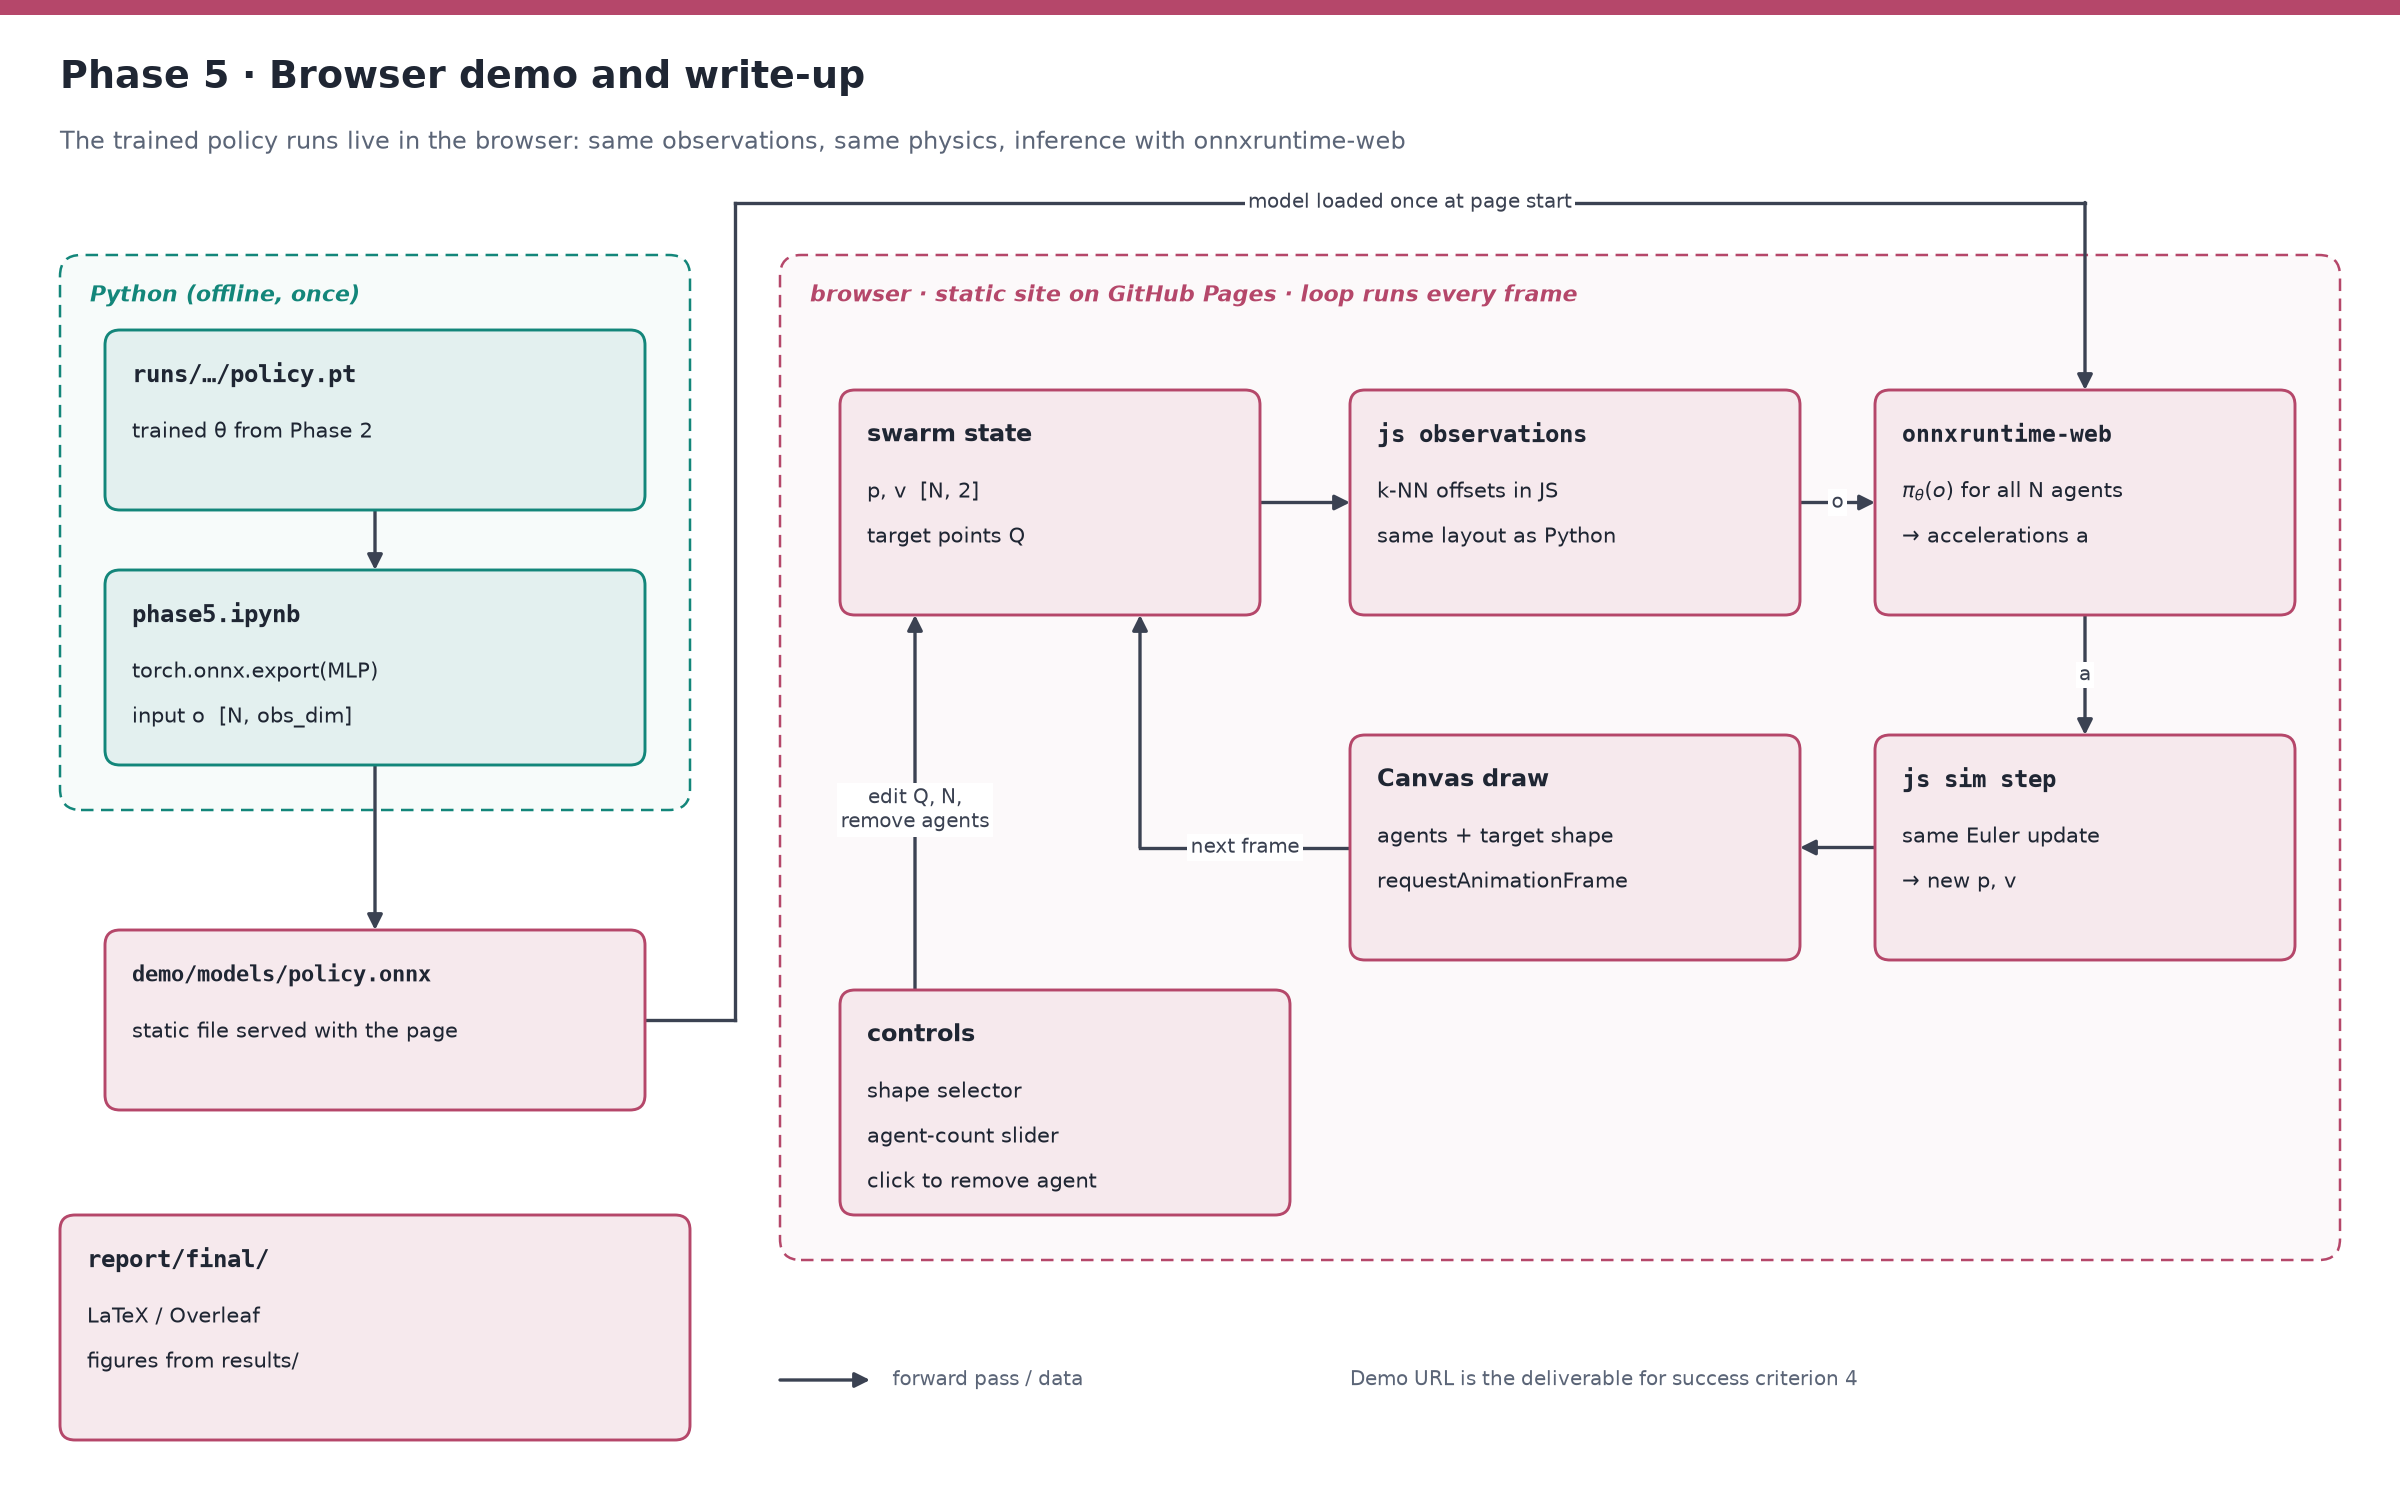 Phase 5 · Browser demo and write-up
The trained policy runs live in the browser: same observations, same physics, inference with onnxruntime-web
model loaded once at page start
Python (offline, once)
runs/…/policy.pt
trained θ from Phase 2
phase5.ipynb
torch.onnx.export(MLP)
input o [N, obs_dim]
demo/models/policy.onnx
static file served with the page
report/final/
LaTeX / Overleaf
figures from results/
browser · static site on GitHub Pages · loop runs every frame
swarm state
p, v [N, 2]
target points Q
js observations
k-NN offsets in JS
same layout as Python
o
onnxruntime-web
πθ(o) for all N agents
→ accelerations a
a
js sim step
same Euler update
→ new p, v
Canvas draw
agents + target shape
requestAnimationFrame
next frame
edit Q, N,
remove agents
controls
shape selector
agent-count slider
click to remove agent
forward pass / data
Demo URL is the deliverable for success criterion 4